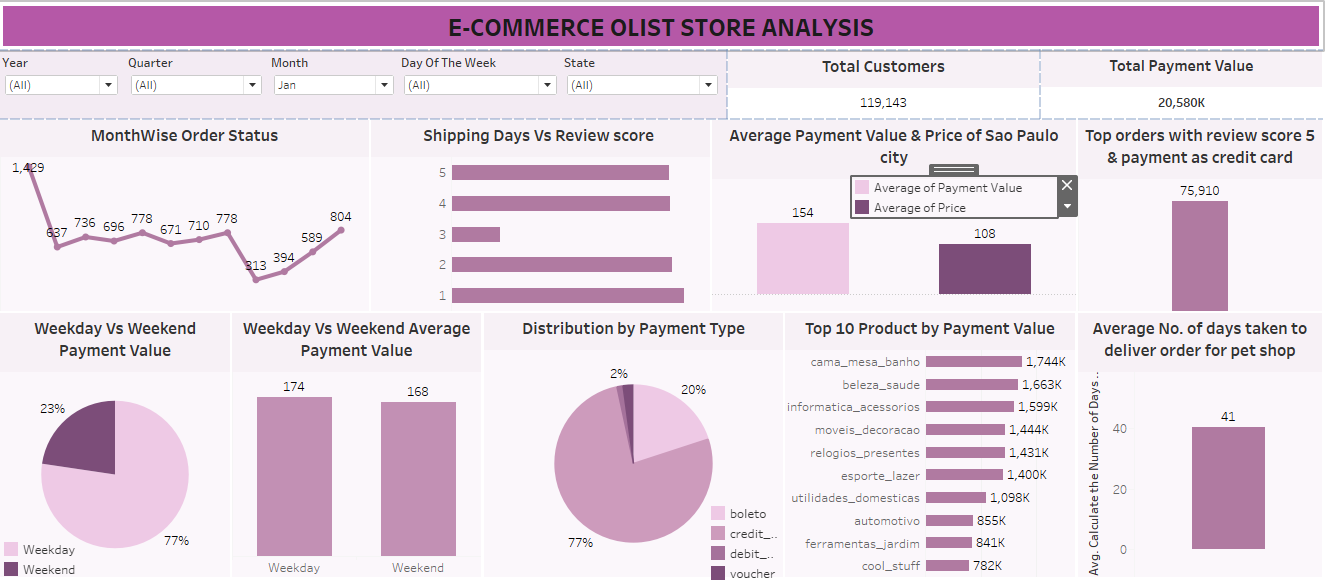 E-COMMERCE OLIST STORE ANALYSIS
Year
Quarter
Month
Day Of The Week
State
(All)
(All)
Jan
(All)
(All)
Total Customers
119,143
Total Payment Value
20,580K
MonthWise Order Status
1,429
637
736
696
778
671
710
778
313
394
589
804
Shipping Days Vs Review score
5
4
3
2
1
Average Payment Value & Price of Sao Paulo
city
Average of Payment Value
Average of Price
154
108
Top orders with review score 5
& payment as credit card
75,910
Weekday Vs Weekend
Payment Value
23%
77%
Weekday
Weekend
Weekday Vs Weekend Average
Payment Value
174
168
Weekday
Weekend
Distribution by Payment Type
2%
20%
77%
boleto
credit_..
debit_..
voucher
Top 10 Product by Payment Value
cama_mesa_banho 1,744K
beleza_saude 1,663K
informatica_acessorios 1,599K
moveis_decoracao 1,444K
relogios_presentes 1,431K
esporte_lazer 1,400K
utilidades_domesticas 1,098K
automotivo 855K
ferramentas_jardim 841K
cool_stuff 782K
Average No. of days taken to
deliver order for pet shop
Avg. Calculate the Number of Days ..
41
40
20
0